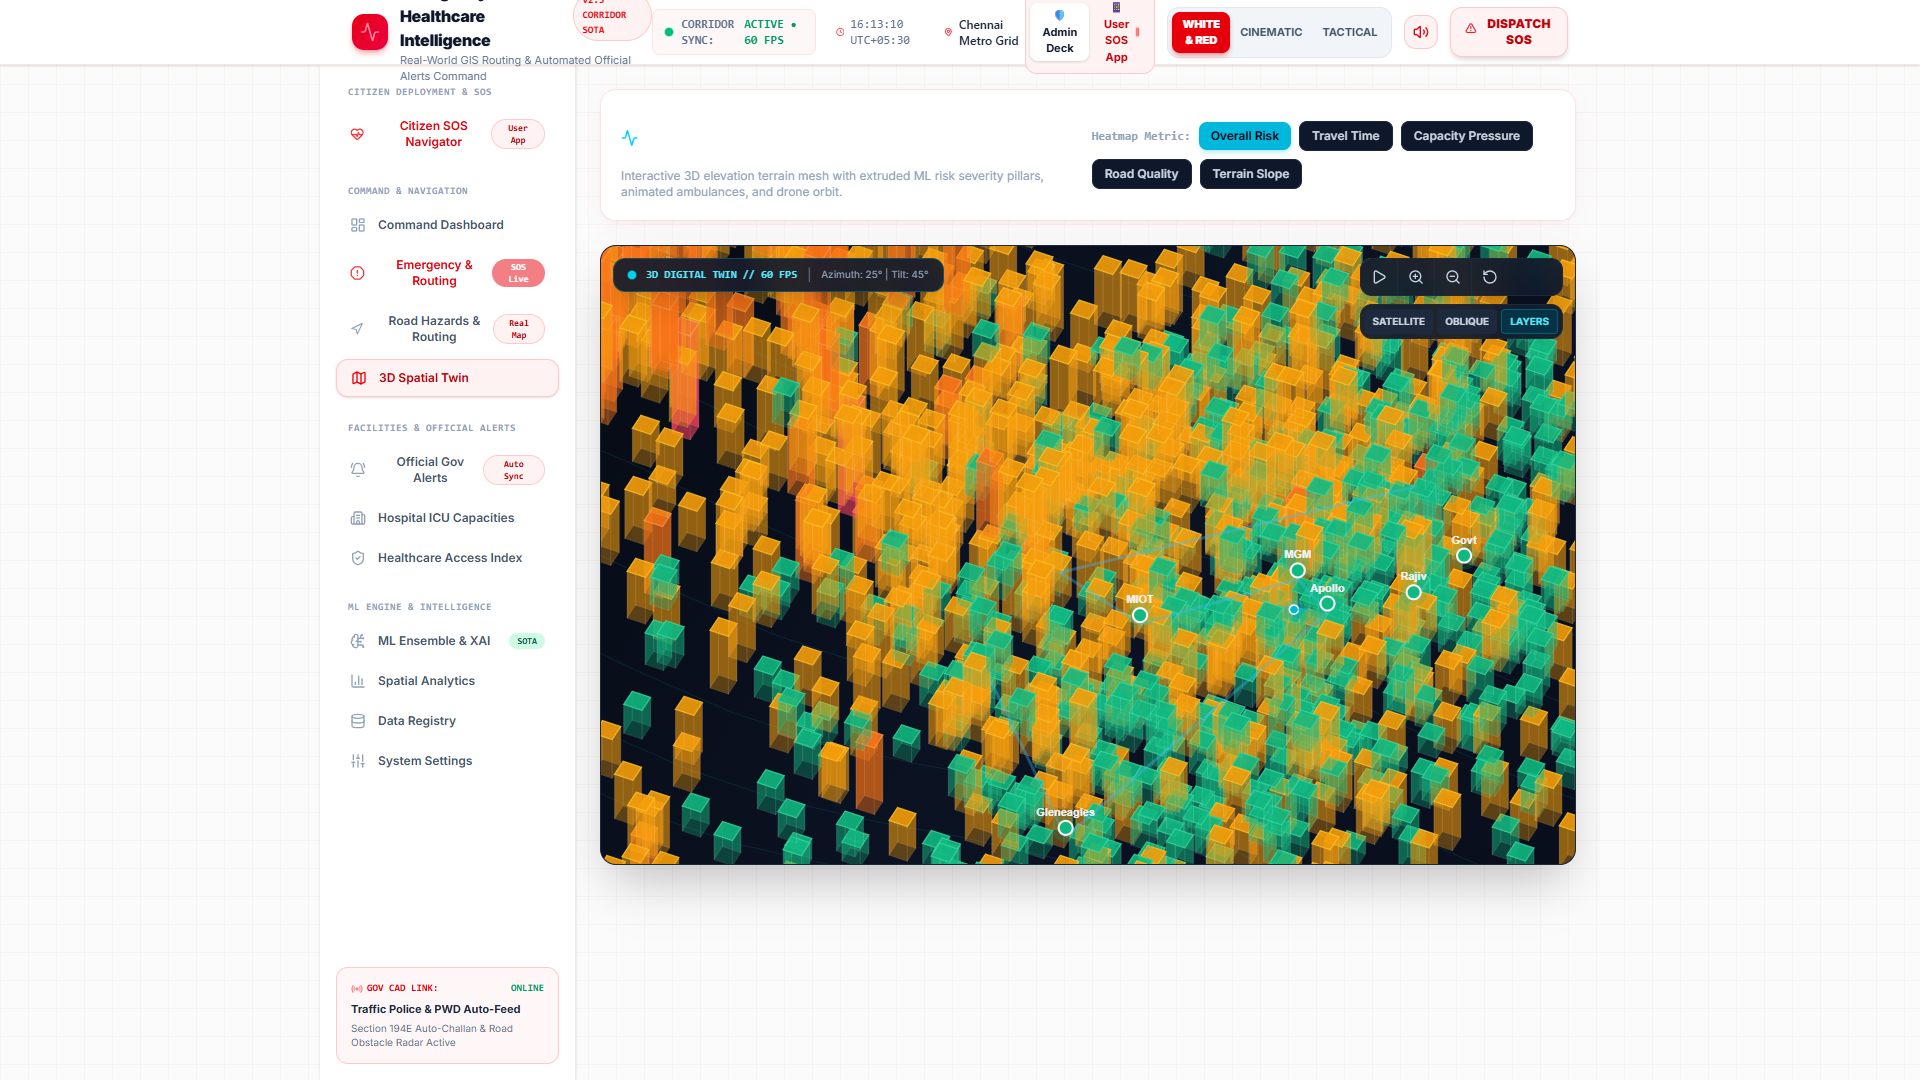 Healthcare
Intelligence
Real-World GIS Routing & Automated Official
Alerts Command
CORRIDOR
SOTA
CORRIDOR
SYNC:
ACTIVE •
60 FPS
16:13:10
UTC+05:30
Chennai
Metro Grid
Admin
Deck
User
SOS
App
WHITE
& RED
CINEMATIC
TACTICAL
DISPATCH
SOS
CITIZEN DEPLOYMENT & SOS
Citizen SOS
Navigator
User
App
COMMAND & NAVIGATION
Command Dashboard
Emergency &
Routing
SOS
Live
Road Hazards &
Routing
Real
Map
3D Spatial Twin
FACILITIES & OFFICIAL ALERTS
Official Gov
Alerts
Auto
Sync
Hospital ICU Capacities
Healthcare Access Index
ML ENGINE & INTELLIGENCE
ML Ensemble & XAI
SOTA
Spatial Analytics
Data Registry
System Settings
GOV CAD LINK:
ONLINE
Traffic Police & PWD Auto-Feed
Section 194E Auto-Challan & Road
Obstacle Radar Active
Interactive 3D elevation terrain mesh with extruded ML risk severity pillars,
animated ambulances, and drone orbit.
Heatmap Metric:
Overall Risk
Travel Time
Capacity Pressure
Road Quality
Terrain Slope
3D DIGITAL TWIN // 60 FPS
Azimuth: 25° | Tilt: 45°
SATELLITE
OBLIQUE
LAYERS
Govt
MGM
Rajiv
Apollo
MIOT
Gleneagles